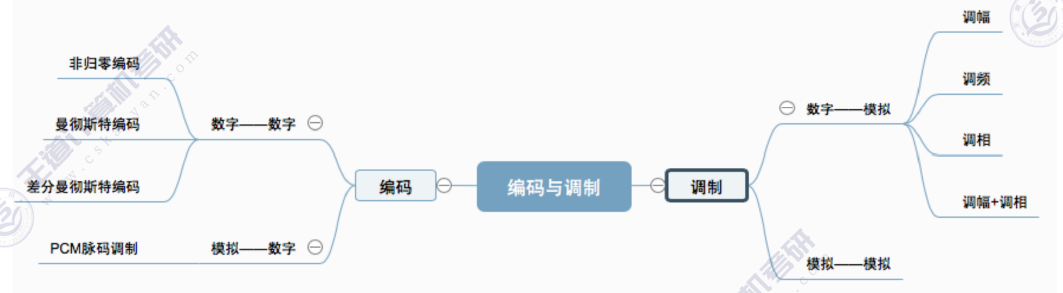 调幅
非归零编码
调频
数字——模拟
曼彻斯特编码
数字——数字
调相
编码
编码与调制
调制
差分曼彻斯特编码
调幅+调相
PCM脉码调制
模拟——数字
模拟——模拟
王道计算机考研
www.cskaoyan.com
机考研